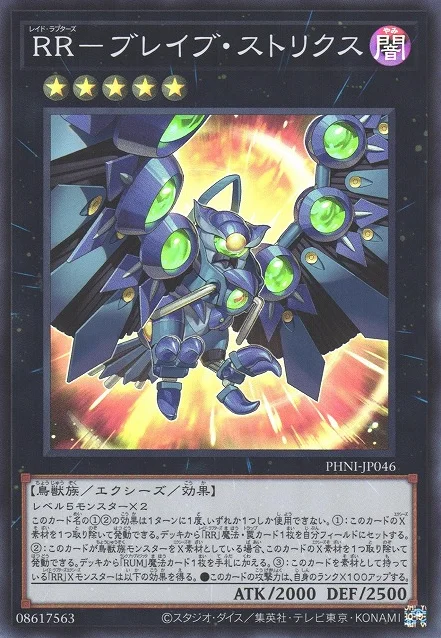 レイド・ラプターズ
RR－ブレイブ・ストリクス
やみ
闇
PHNI-JP046
【鳥獣族／エクシーズ／効果】
レベル５モンスター×２
このカード名の①②の効果は１ターンに１度、いずれか１つしか使用できない。①：このカードのX
素材を１つ取り除いて発動できる。デッキから「RR」魔法・罠カード１枚を自分フィールドにセットする。
②：このカードが鳥獣族モンスターをX素材としている場合、このカードのX素材を１つ取り除いて
発動できる。デッキから「RUM」魔法カード１枚を手札に加える。③：このカードを素材として持って
いる「RR」Xモンスターは以下の効果を得る。●このカードの攻撃力は、自身のランク×100アップする。
ATK/2000 DEF/2500
08617563
©スタジオ・ダイス／集英社・テレビ東京・KONAMI